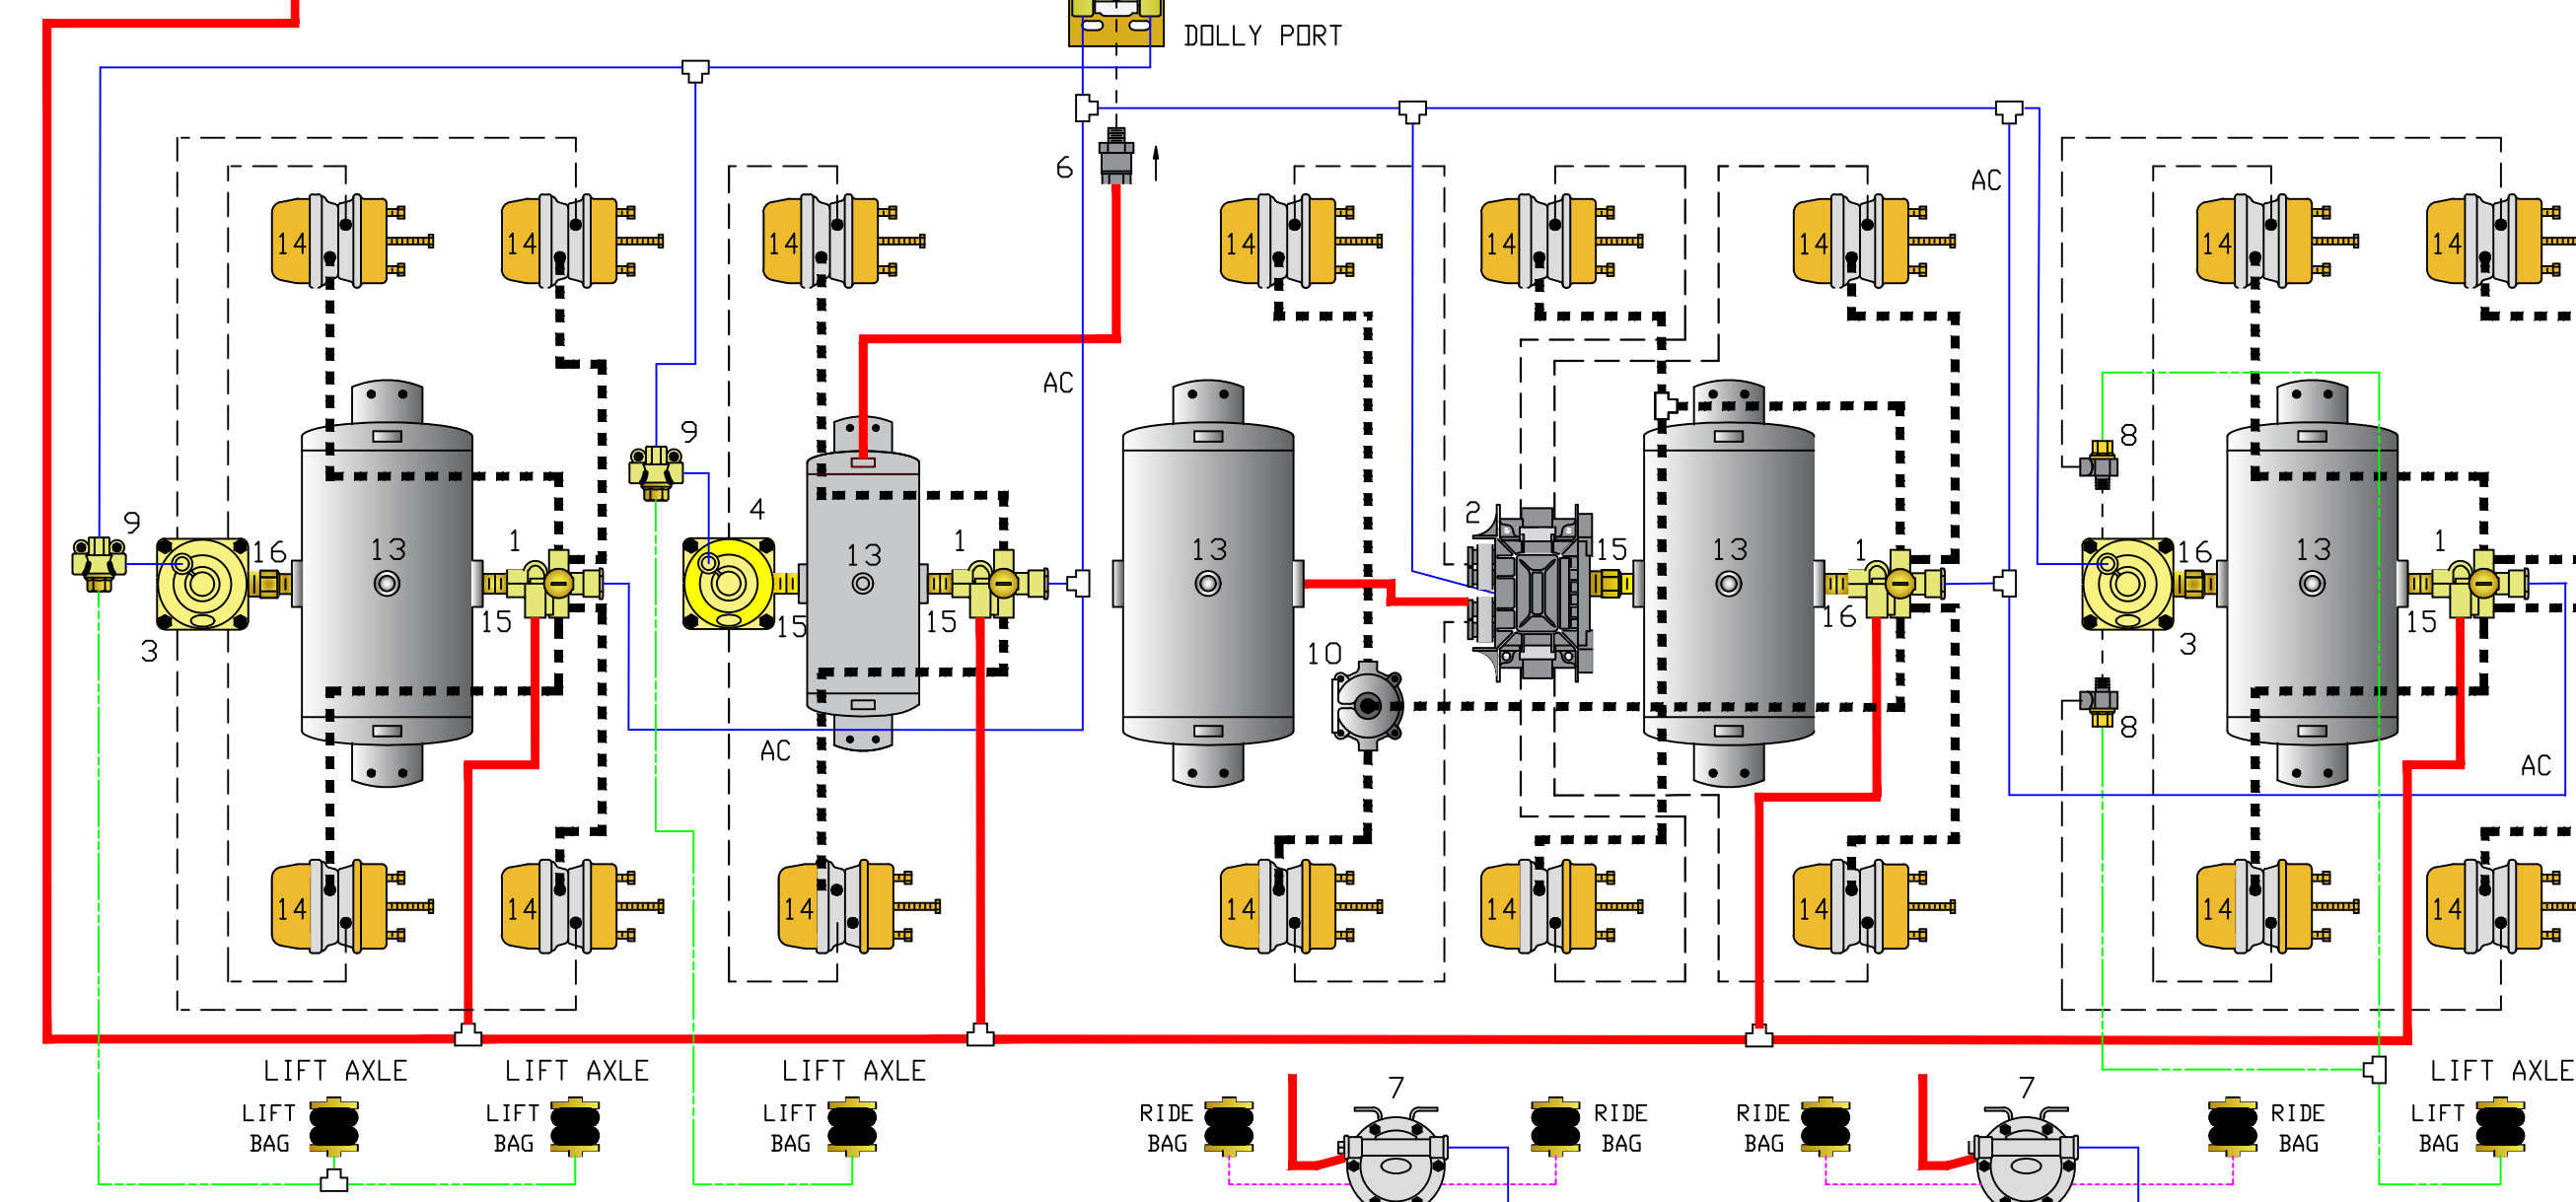 DOLLY PORT
6
AC
14 14 14 14 14 14 14 14
AC
9 8
9 4 2
16 13 1 13 1 13 15 13 1 16 13 1
3 15 15 15 16 3 15
10
AC 8 AC
14 14 14 14 14 14 14 14
LIFT AXLE LIFT AXLE LIFT AXLE LIFT AXLE
7 7
LIFT BAG
LIFT BAG
LIFT BAG
RIDE BAG
RIDE BAG
RIDE BAG
RIDE BAG
LIFT BAG